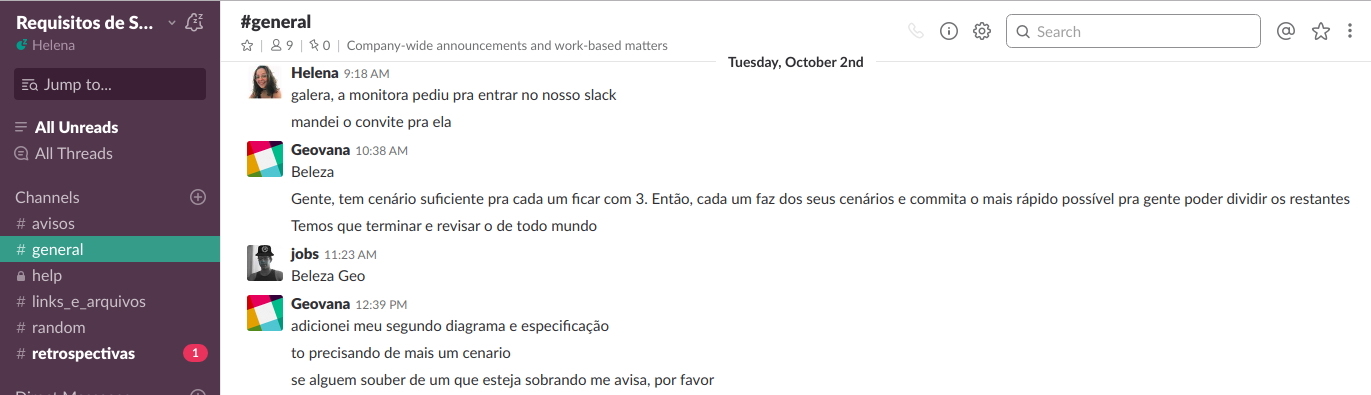 Requisitos de S...
Helena
Jump to...
All Unreads
All Threads
Channels
# avisos
# general
help
# links_e_arquivos
# random
# retrospectivas 1
#general
9 | 0 | Company-wide announcements and work-based matters
Search
Tuesday, October 2nd
Helena 9:18 AM
galera, a monitora pediu pra entrar no nosso slack
mandei o convite pra ela
Geovana 10:38 AM
Beleza
Gente, tem cenário suficiente pra cada um ficar com 3. Então, cada um faz dos seus cenários e commita o mais rápido possível pra gente poder dividir os restantes
Temos que terminar e revisar o de todo mundo
jobs 11:23 AM
Beleza Geo
Geovana 12:39 PM
adicionei meu segundo diagrama e especificação
to precisando de mais um cenario
se alguem souber de um que esteja sobrando me avisa, por favor